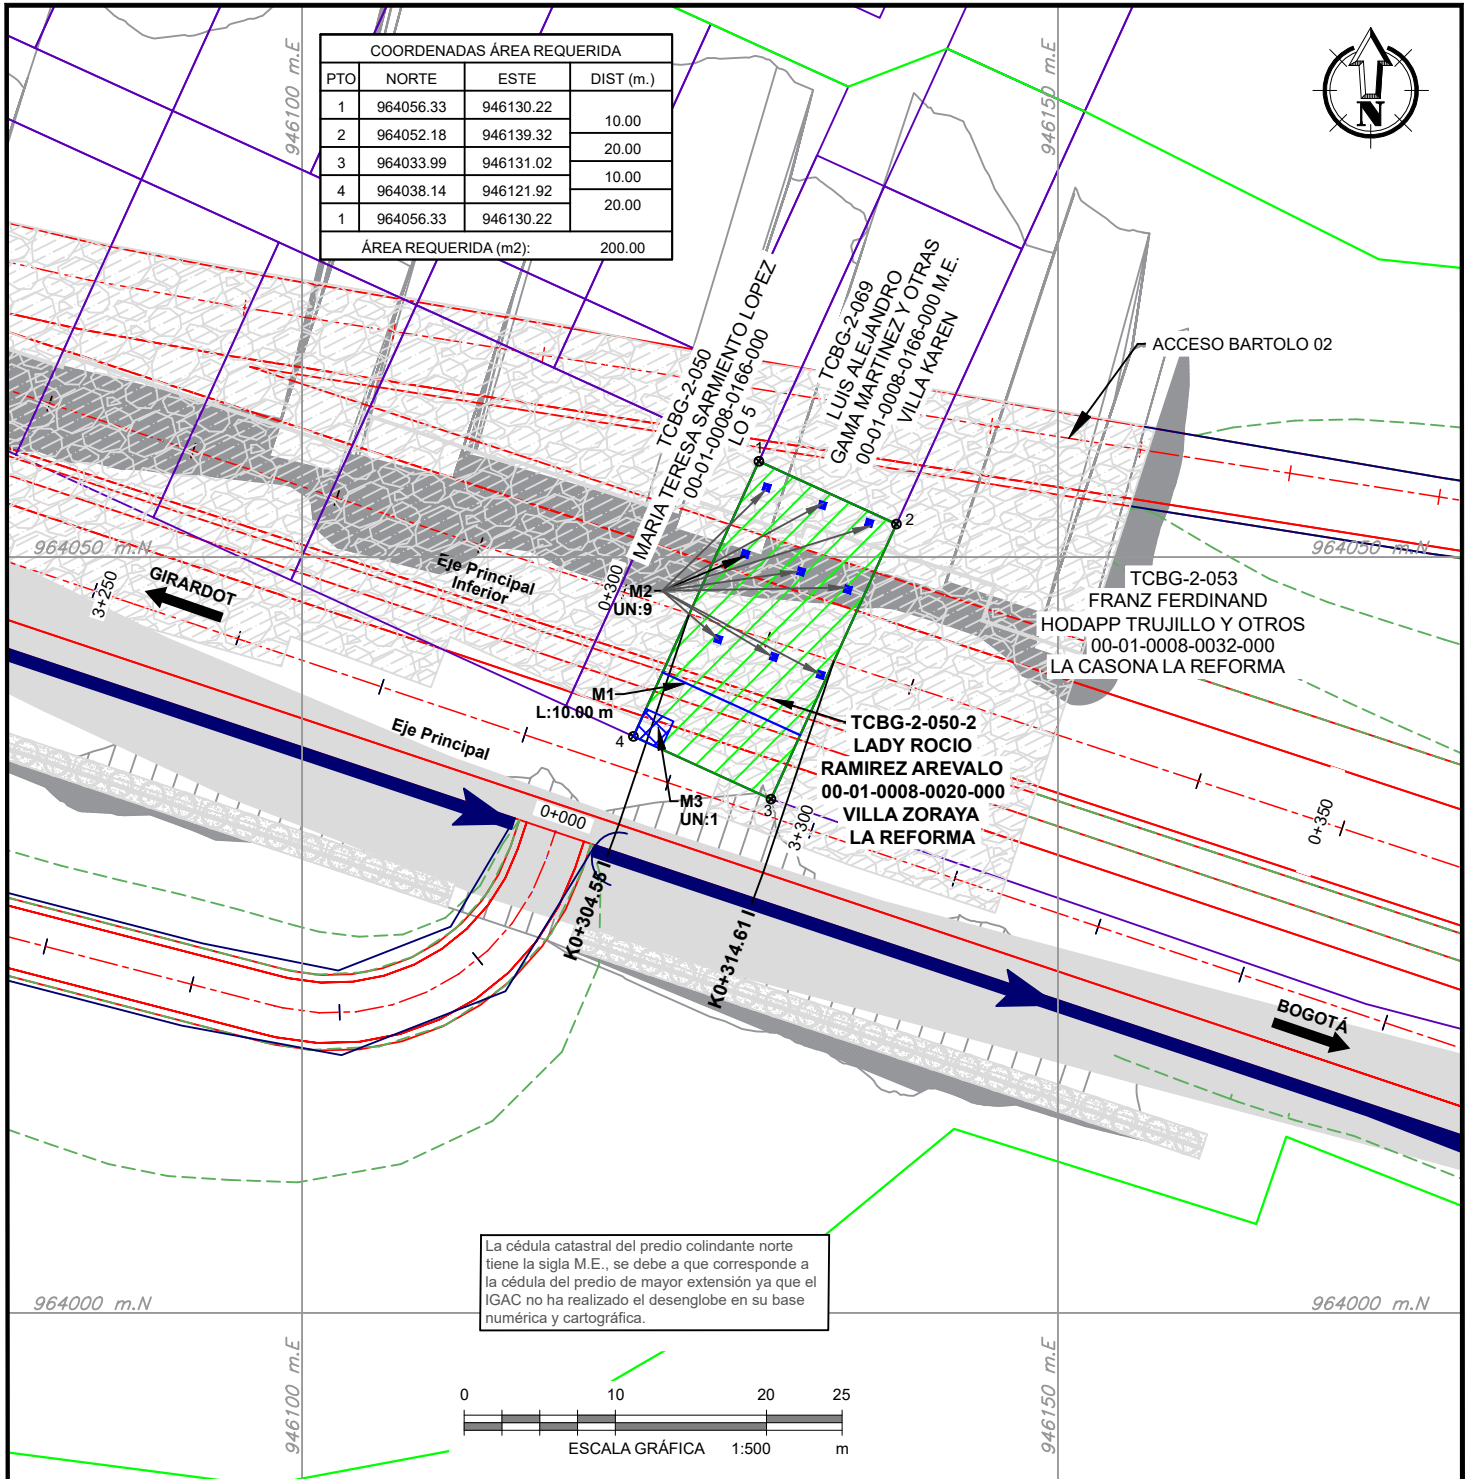 COORDENADAS ÁREA REQUERIDA
PTO NORTE ESTE DIST (m.)
1 964056.33 946130.22
10.00
2 964052.18 946139.32
20.00
3 964033.99 946131.02
10.00
4 964038.14 946121.92
20.00
1 964056.33 946130.22
ÁREA REQUERIDA (m2): 200.00
946100 m.E
946150 m.E
N
TCBG-2-050
MARIA TERESA SARMIENTO LOPEZ
00-01-0008-0166-000
LO 5
TCBG-2-069
LUIS ALEJANDRO
GAMA MARTINEZ Y OTRAS
00-01-0008-0166-000 M.E.
VILLA KAREN
ACCESO BARTOLO 02
1
2
964050 m.N
964050 m.N
3+250
GIRARDOT
Eje Principal
Inferior
0+300
M2
UN:9
TCBG-2-053
FRANZ FERDINAND
HODAPP TRUJILLO Y OTROS
00-01-0008-0032-000
LA CASONA LA REFORMA
M1
L:10.00 m
Eje Principal
4
TCBG-2-050-2
LADY ROCIO
RAMIREZ AREVALO
00-01-0008-0020-000
VILLA ZORAYA
LA REFORMA
M3
UN:1
3
3+300
0+000
0+350
K0+304.55 I
K0+314.61 I
BOGOTÁ
La cédula catastral del predio colindante norte
tiene la sigla M.E., se debe a que corresponde a
la cédula del predio de mayor extensión ya que el
IGAC no ha realizado el desenglobe en su base
numérica y cartográfica.
964000 m.N
964000 m.N
946100 m.E
946150 m.E
0 10 20 25
ESCALA GRÁFICA 1:500 m